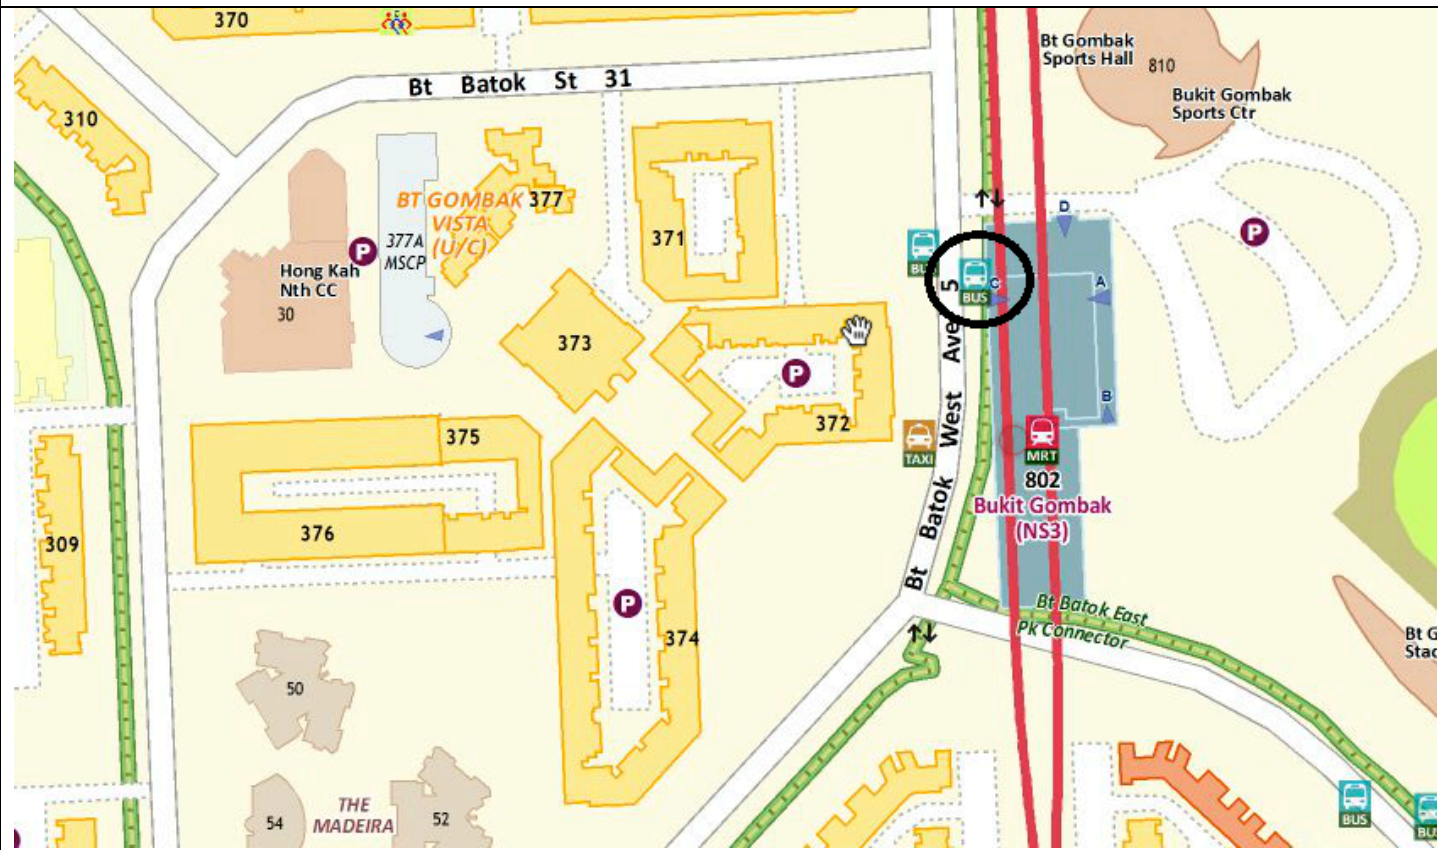 370
Bt Gombak
Sports Hall
810
Bukit Gombak
Sports Ctr
Bt Batok St 31
310
BT GOMBAK
VISTA
(U/C)
377
377A
MSCP
P
371
Hong Kah
Nth CC
30
D
P
BUS
C
A
B
373
P
372
TAXI
Bt Batok West Ave 5
MRT
802
Bukit Gombak
(NS3)
375
376
309
P
374
Bt Batok East
Pk Connector
50
THE
MADEIRA
54
52
BUS